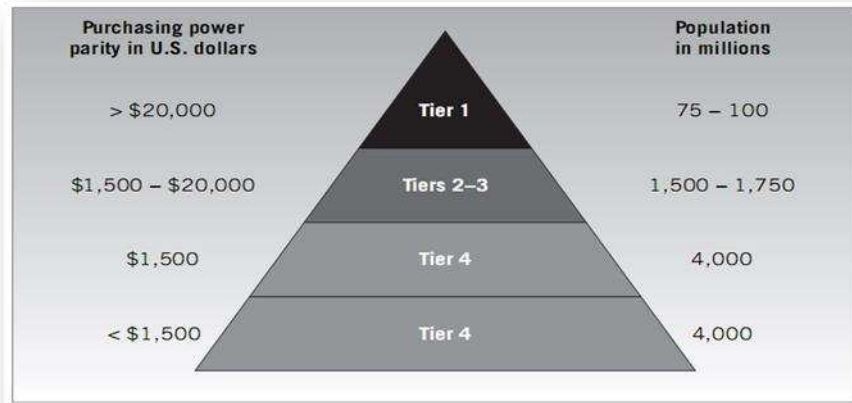 Purchasing power
parity in U.S. dollars
Population
in millions
> $20,000
Tier 1
75 – 100
$1,500 – $20,000
Tiers 2–3
1,500 – 1,750
$1,500
Tier 4
4,000
< $1,500
Tier 4
4,000